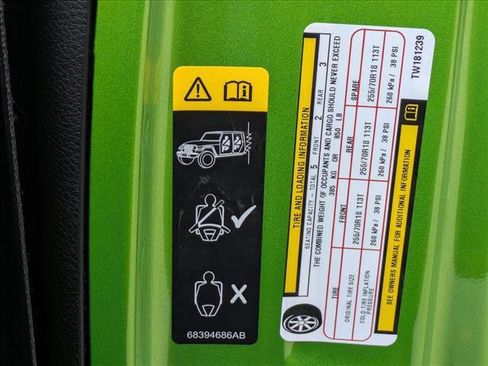 68394686AB
TIRE AND LOADING INFORMATION
SEATING CAPACITY - TOTAL 5 FRONT 2 REAR 3
THE COMBINED WEIGHT OF OCCUPANTS AND CARGO SHOULD NEVER EXCEED
385 KG OR 850 LB
FRONT REAR SPARE
ORIGINAL TIRE SIZE 255/70R18 113T 255/70R18 113T 255/70R18 113T
COLD TIRE INFLATION
PRESSURE 260 kPa / 38 PSI 260 kPa / 38 PSI 260 kPa / 38 PSI
SEE OWNERS MANUAL FOR ADDITIONAL INFORMATION
TW181239